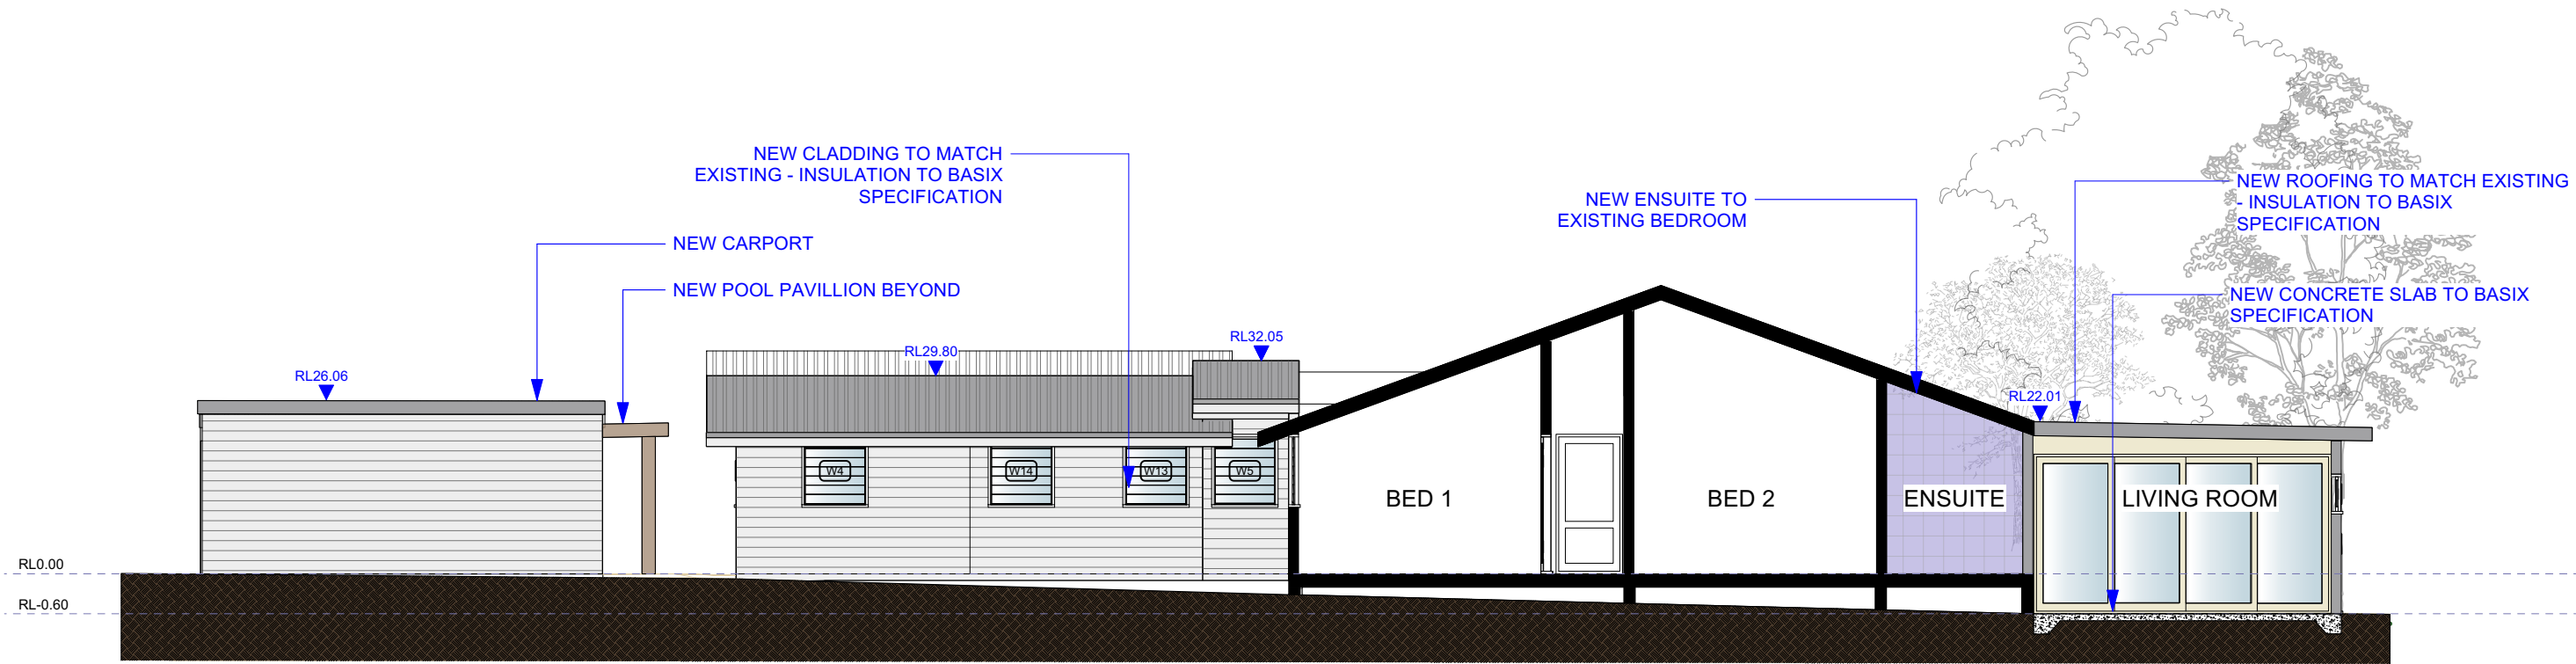 NEW CLADDING TO MATCH
EXISTING - INSULATION TO BASIX
SPECIFICATION
NEW ENSUITE TO
EXISTING BEDROOM
NEW ROOFING TO MATCH EXISTING
- INSULATION TO BASIX
SPECIFICATION
NEW CARPORT
NEW POOL PAVILLION BEYOND
NEW CONCRETE SLAB TO BASIX
SPECIFICATION
RL26.06
RL29.80
RL32.05
RL22.01
W4
W14
W13
W5
BED 1
BED 2
ENSUITE
LIVING ROOM
RL0.00
RL-0.60